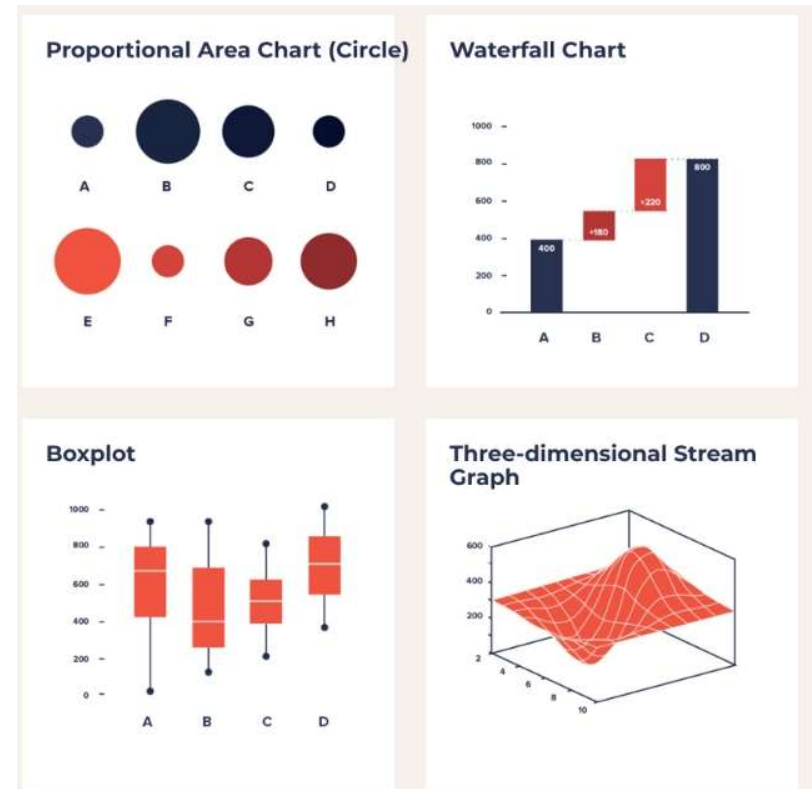 Proportional Area Chart (Circle)
A B C D
E F G H
Waterfall Chart
1000
800
600
400
200
0
400
+180
+220
800
A B C D
Boxplot
1000
800
600
400
200
0
A B C D
Three-dimensional Stream
Graph
600
400
200
2
4
6
8
10